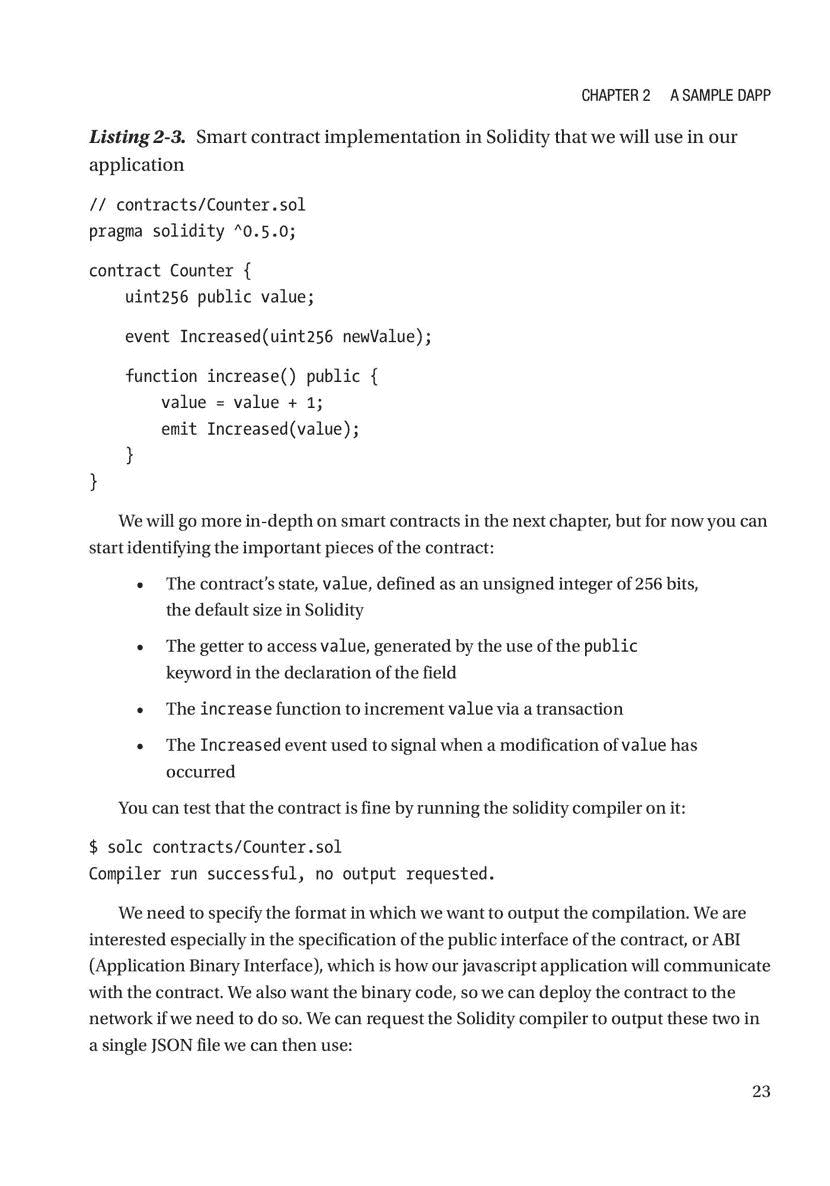 CHAPTER 2 A SAMPLE DAPP
Listing 2-3. Smart contract implementation in Solidity that we will use in our
application
// contracts/Counter.sol
pragma solidity ^0.5.0;
contract Counter {
    uint256 public value;
    event Increased(uint256 newValue);
    function increase() public {
        value = value + 1;
        emit Increased(value);
    }
}
We will go more in-depth on smart contracts in the next chapter, but for now you can
start identifying the important pieces of the contract:
• The contract’s state, value, defined as an unsigned integer of 256 bits,
the default size in Solidity
• The getter to access value, generated by the use of the public
keyword in the declaration of the field
• The increase function to increment value via a transaction
• The Increased event used to signal when a modification of value has
occurred
You can test that the contract is fine by running the solidity compiler on it:
$ solc contracts/Counter.sol
Compiler run successful, no output requested.
We need to specify the format in which we want to output the compilation. We are
interested especially in the specification of the public interface of the contract, or ABI
(Application Binary Interface), which is how our javascript application will communicate
with the contract. We also want the binary code, so we can deploy the contract to the
network if we need to do so. We can request the Solidity compiler to output these two in
a single JSON file we can then use:
23